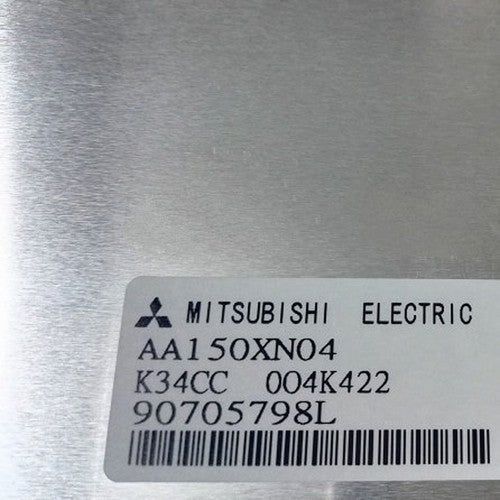 MITSUBISHI ELECTRIC
AA150XN04
K34CC 004K422
90705798L